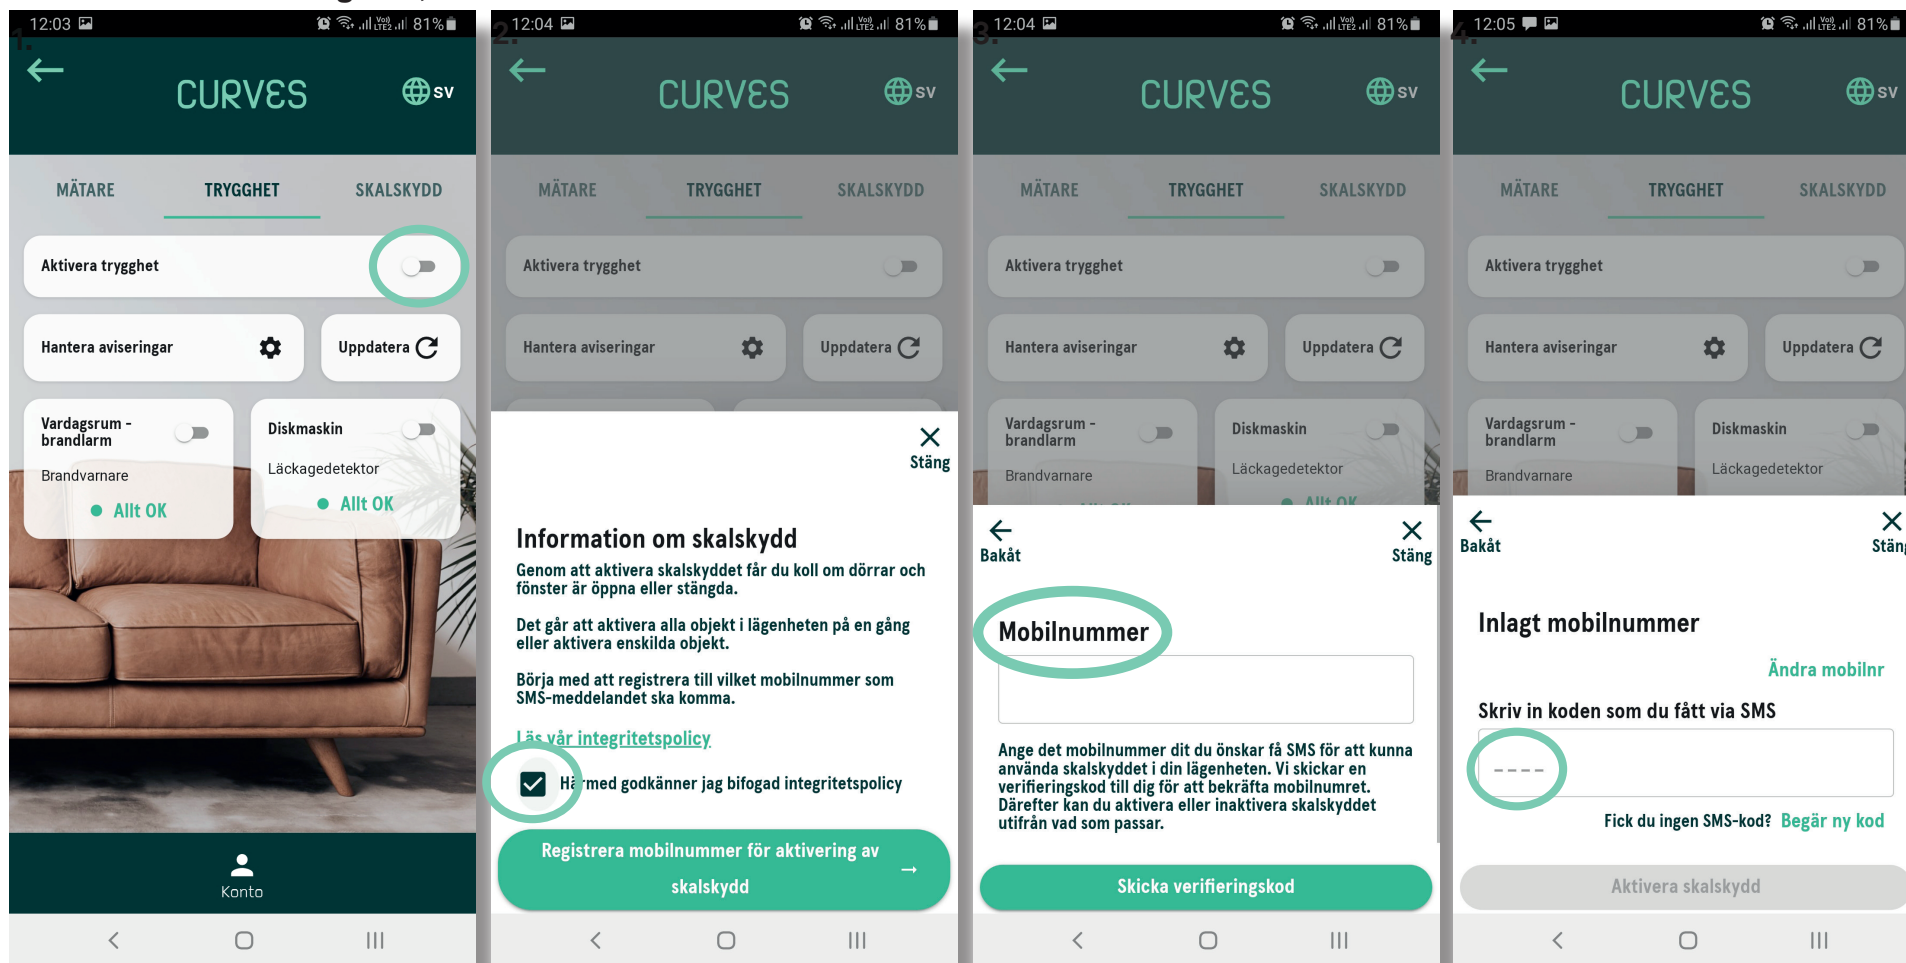 1.
12:03
VoLTE2 81%
CURVES
SV
MÄTARE
TRYGGHET
SKALSKYDD
Aktivera trygghet
Hantera aviseringar
Uppdatera
Vardagsrum -
brandlarm
Brandvarnare
Allt OK
Diskmaskin
Läckagedetektor
Allt OK
Konto
2.
12:04
81%
CURVES
SV
MÄTARE
TRYGGHET
SKALSKYDD
Aktivera trygghet
Hantera aviseringar
Uppdatera
Stäng
Information om skalskydd
Genom att aktivera skalskyddet får du koll om dörrar och
fönster är öppna eller stängda.
Det går att aktivera alla objekt i lägenheten på en gång
eller aktivera enskilda objekt.
Börja med att registrera till vilket mobilnummer som
SMS-meddelandet ska komma.
Läs vår integritetspolicy
Härmed godkänner jag bifogad integritetspolicy
Registrera mobilnummer för aktivering av
skalskydd
3.
12:04
81%
CURVES
SV
MÄTARE
TRYGGHET
SKALSKYDD
Aktivera trygghet
Hantera aviseringar
Uppdatera
Vardagsrum -
brandlarm
Brandvarnare
Diskmaskin
Läckagedetektor
Allt OK
Bakåt
Stäng
Mobilnummer
Ange det mobilnummer dit du önskar få SMS för att kunna
använda skalskyddet i din lägenheten. Vi skickar en
verifieringskod till dig för att bekräfta mobilnumret.
Därefter kan du aktivera eller inaktivera skalskyddet
utifrån vad som passar.
Skicka verifieringskod
4.
12:05
81%
CURVES
SV
MÄTARE
TRYGGHET
SKALSKYDD
Aktivera trygghet
Hantera aviseringar
Uppdatera
Vardagsrum -
brandlarm
Brandvarnare
Diskmaskin
Läckagedetektor
Bakåt
Stäng
Inlagt mobilnummer
Ändra mobilnr
Skriv in koden som du fått via SMS
----
Fick du ingen SMS-kod? Begär ny kod
Aktivera skalskydd